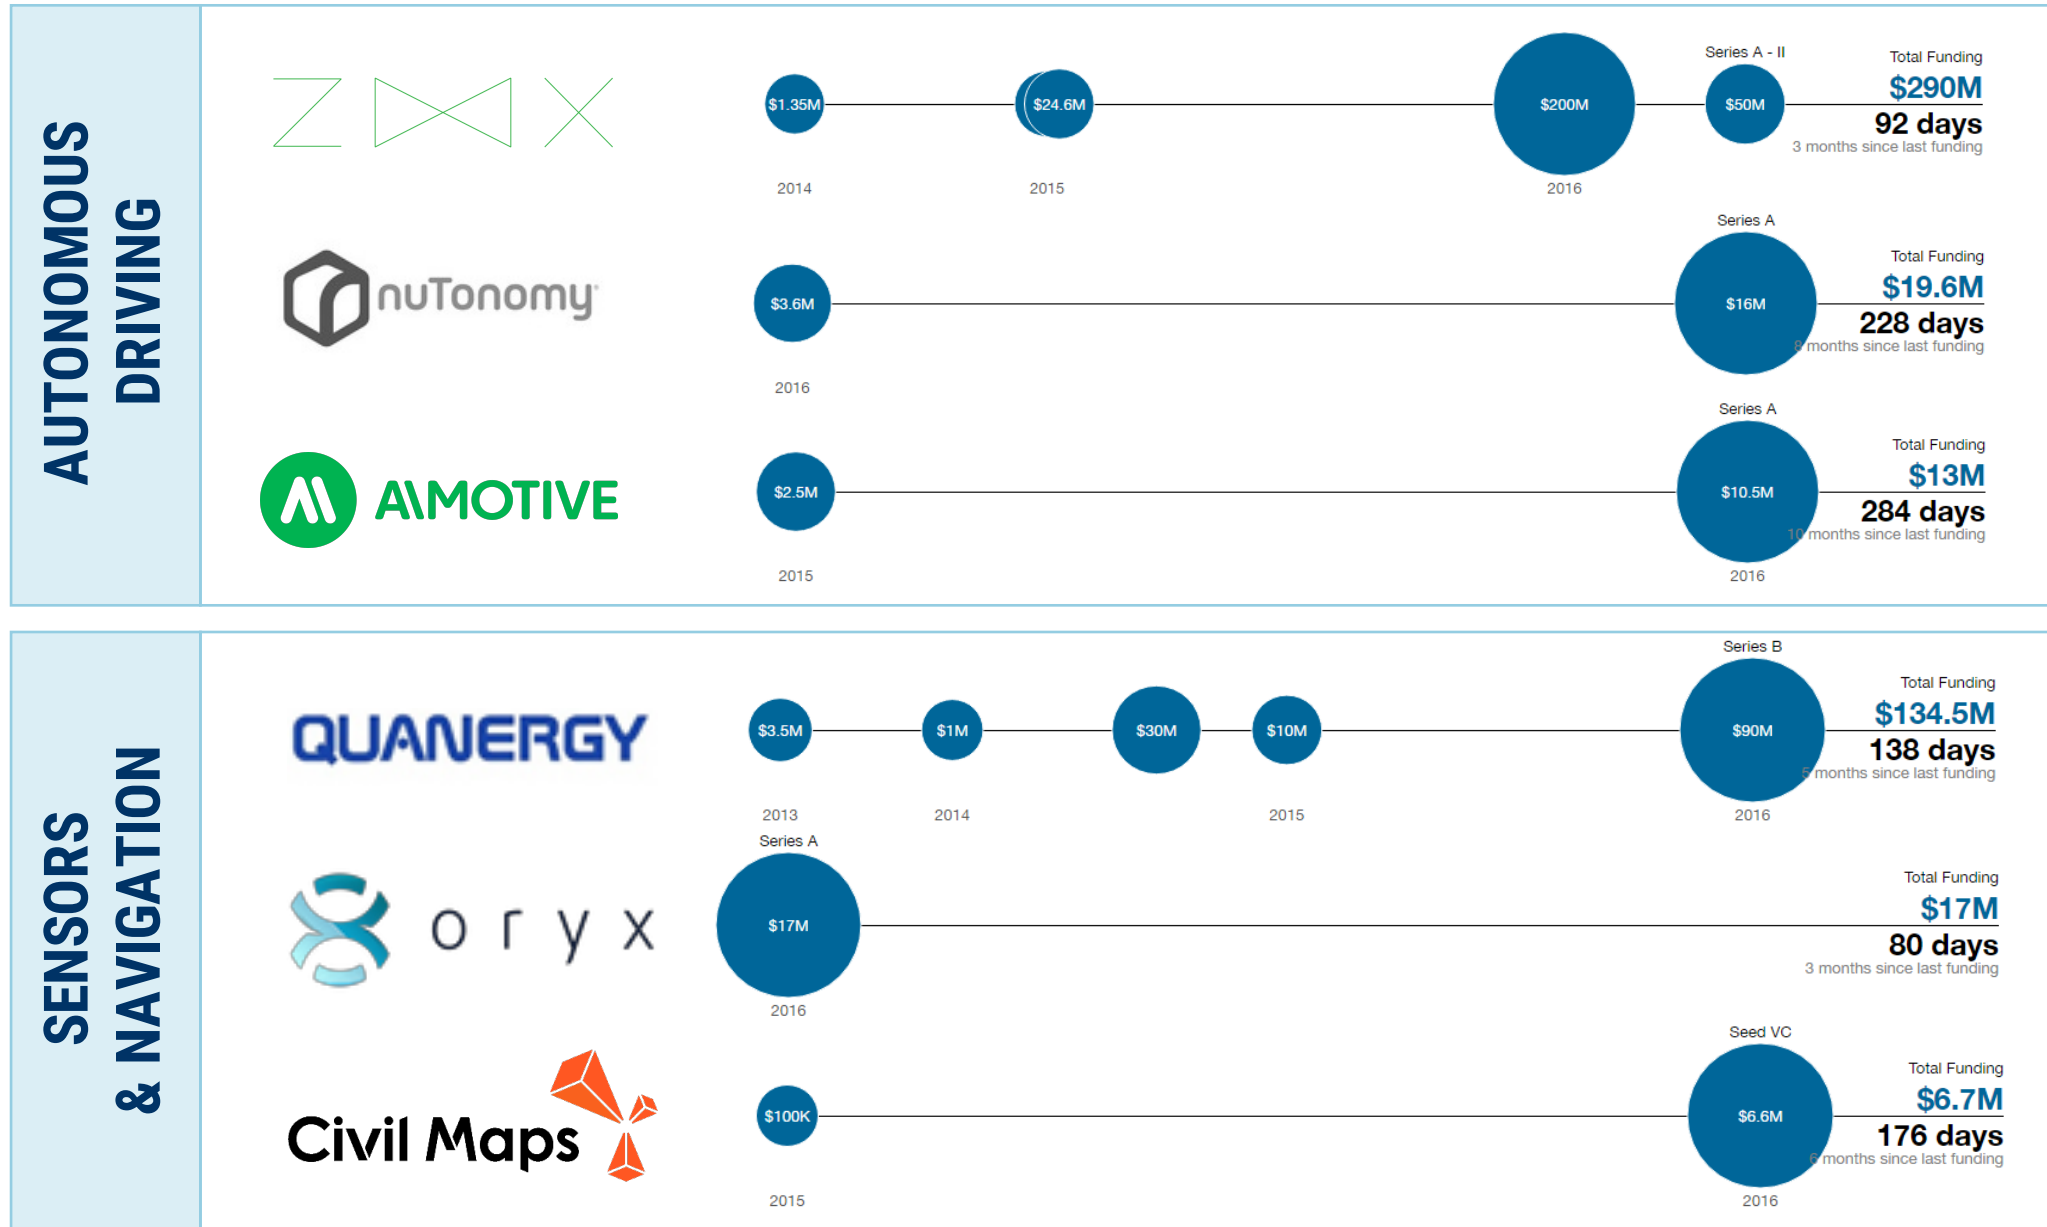 AUTONOMOUS
DRIVING
ZOOX
$1.35M
$24.6M
$200M
Series A - II
$50M
Total Funding
$290M
92 days
3 months since last funding
2014
2015
2016
nuTonomy
$3.6M
Series A
$16M
Total Funding
$19.6M
228 days
8 months since last funding
2016
AIMOTIVE
$2.5M
Series A
$10.5M
Total Funding
$13M
284 days
10 months since last funding
2015
2016
SENSORS
& NAVIGATION
QUANERGY
$3.5M
$1M
$30M
$10M
Series B
$90M
Total Funding
$134.5M
138 days
5 months since last funding
2013
2014
2015
2016
oryx
Series A
$17M
2016
Total Funding
$17M
80 days
3 months since last funding
Civil Maps
$100K
Seed VC
$6.6M
Total Funding
$6.7M
176 days
6 months since last funding
2015
2016